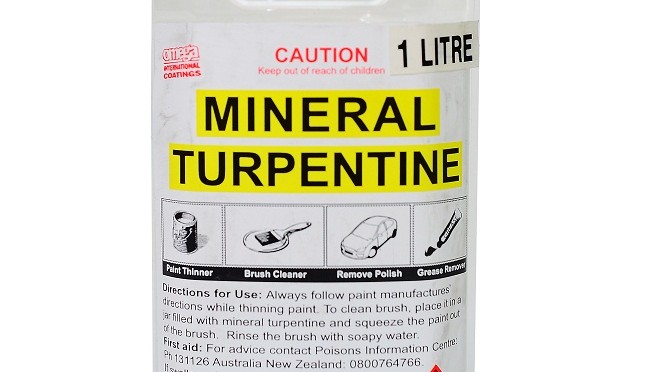 omega
INTERNATIONAL
COATINGS
CAUTION
Keep out of reach of children
1 LITRE
MINERAL
TURPENTINE
Paint Thinner
Brush Cleaner
Remove Polish
Grease Remover
Directions for Use: Always follow paint manufactures'
directions while thinning paint. To clean brush, place it in a
jar filled with mineral turpentine and squeeze the paint out
of the brush. Rinse the brush with soapy water.
First aid: For advice contact Poisons Information Centre:
Ph 131126 Australia New Zealand: 0800764766.